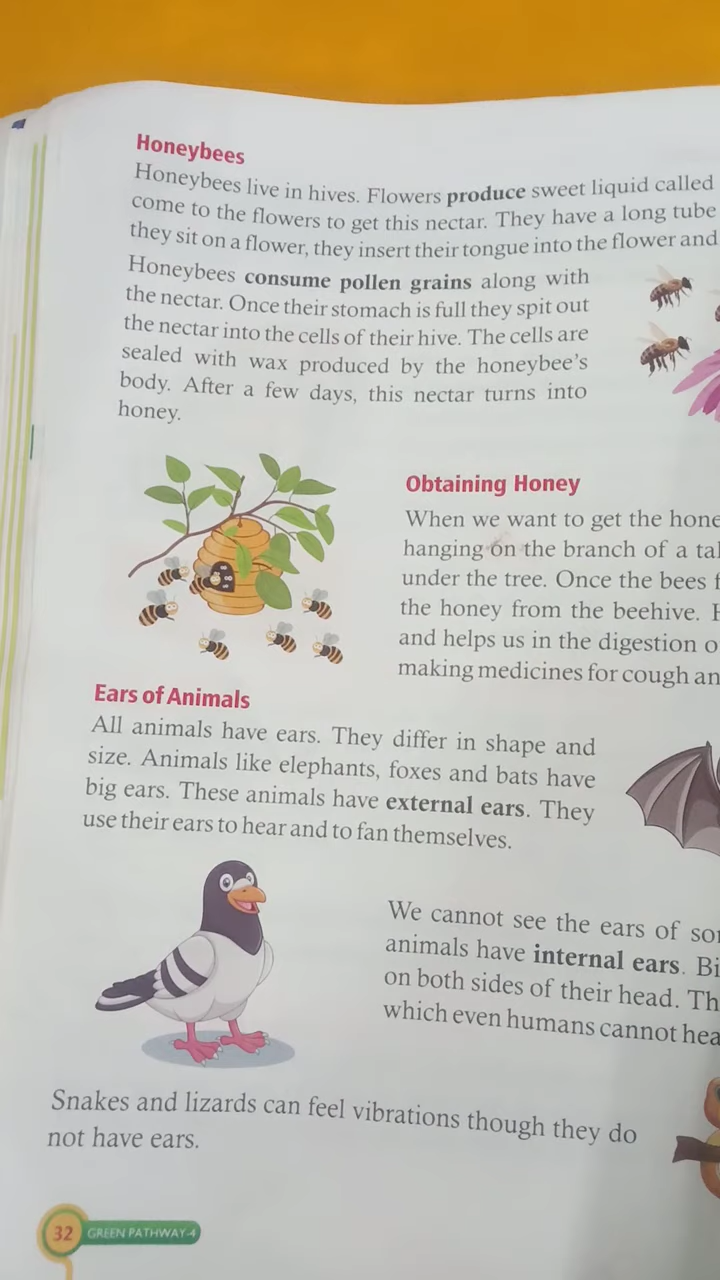 Honeybees
Honeybees live in hives. Flowers produce sweet liquid called
come to the flowers to get this nectar. They have a long tube
they sit on a flower, they insert their tongue into the flower and
Honeybees consume pollen grains along with
the nectar. Once their stomach is full they spit out
the nectar into the cells of their hive. The cells are
sealed with wax produced by the honeybee's
body. After a few days, this nectar turns into
honey.
Obtaining Honey
When we want to get the
hanging on the branch of a
under the tree. Once the bees
the honey from the beehive.
and helps us in the digestion
making medicines for cough
Ears of Animals
All animals have ears. They differ in shape and
size. Animals like elephants, foxes and bats have
big ears. These animals have external ears. They
use their ears to hear and to fan themselves.
We cannot see the ears of
animals have internal ears.
on both sides of their head.
which even humans cannot
Snakes and lizards can feel vibrations though they do
not have ears.
32 GREEN PATHWAY-4